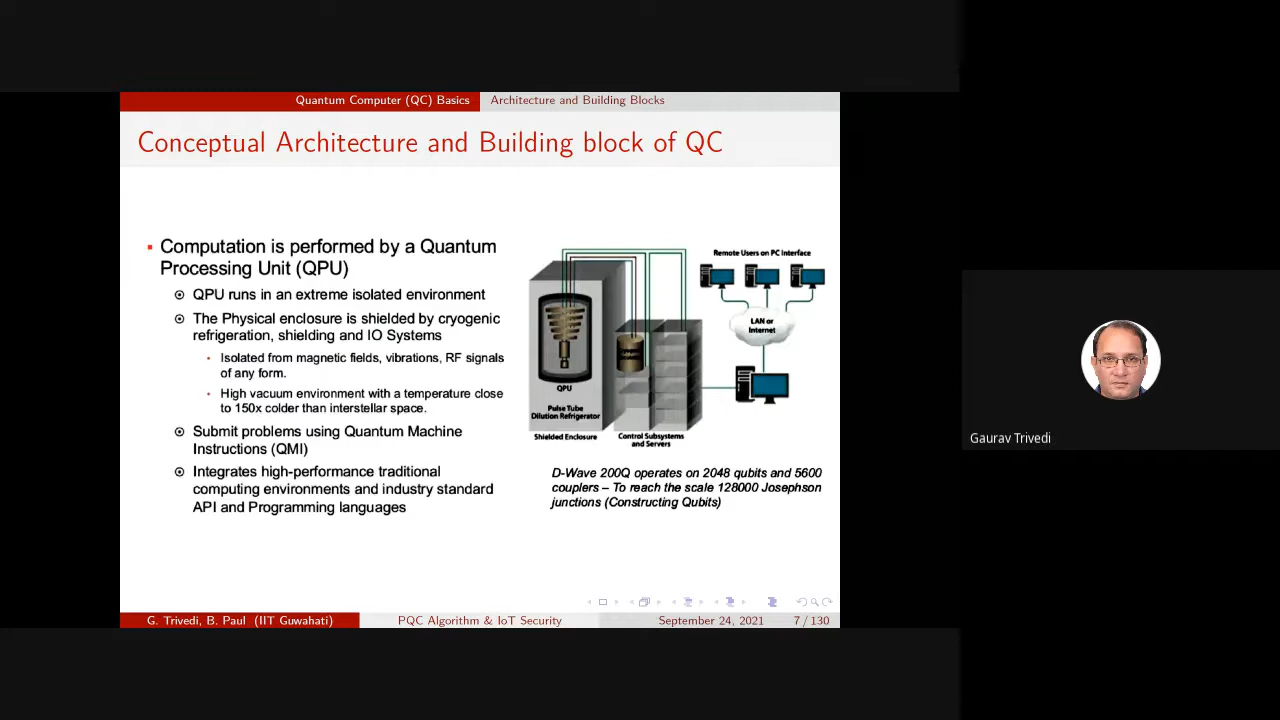 Quantum Computer (QC) Basics Architecture and Building Blocks
Conceptual Architecture and Building block of QC
Computation is performed by a Quantum
Processing Unit (QPU)
QPU runs in an extreme isolated environment
The Physical enclosure is shielded by cryogenic
refrigeration, shielding and IO Systems
Isolated from magnetic fields, vibrations, RF signals
of any form.
High vacuum environment with a temperature close
to 150x colder than interstellar space.
Submit problems using Quantum Machine
Instructions (QMI)
Integrates high-performance traditional
computing environments and industry standard
API and Programming languages
Remote Users on PC Interface
LAN or
Internet
QPU
Pulse Tube
Dilution Refrigerator
Shielded Enclosure
Control Subsystems
and Servers
D-Wave 200Q operates on 2048 qubits and 5600
couplers – To reach the scale 128000 Josephson
junctions (Constructing Qubits)
G. Trivedi, B. Paul (IIT Guwahati) PQC Algorithm & IoT Security September 24, 2021 7 / 130
Gaurav Trivedi